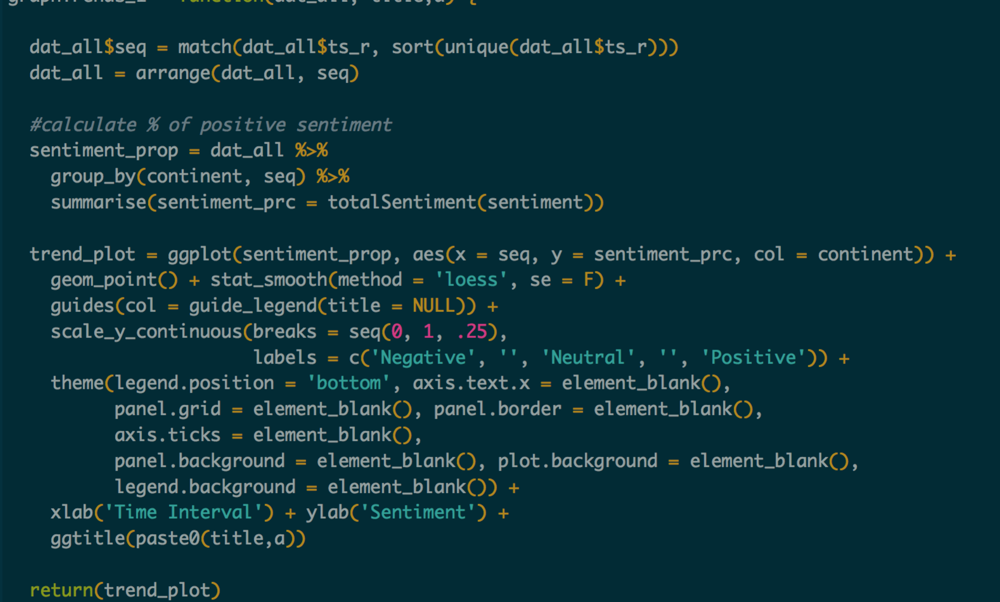 function(dat_all, title,a) {
dat_all$seq = match(dat_all$ts_r, sort(unique(dat_all$ts_r)))
dat_all = arrange(dat_all, seq)
#calculate % of positive sentiment
sentiment_prop = dat_all %>%
group_by(continent, seq) %>%
summarise(sentiment_prc = totalSentiment(sentiment))
trend_plot = ggplot(sentiment_prop, aes(x = seq, y = sentiment_prc, col = continent)) +
geom_point() + stat_smooth(method = 'loess', se = F) +
guides(col = guide_legend(title = NULL)) +
scale_y_continuous(breaks = seq(0, 1, .25),
labels = c('Negative', '', 'Neutral', '', 'Positive')) +
theme(legend.position = 'bottom', axis.text.x = element_blank(),
panel.grid = element_blank(), panel.border = element_blank(),
axis.ticks = element_blank(),
panel.background = element_blank(), plot.background = element_blank(),
legend.background = element_blank()) +
xlab('Time Interval') + ylab('Sentiment') +
ggtitle(paste0(title,a))
return(trend_plot)